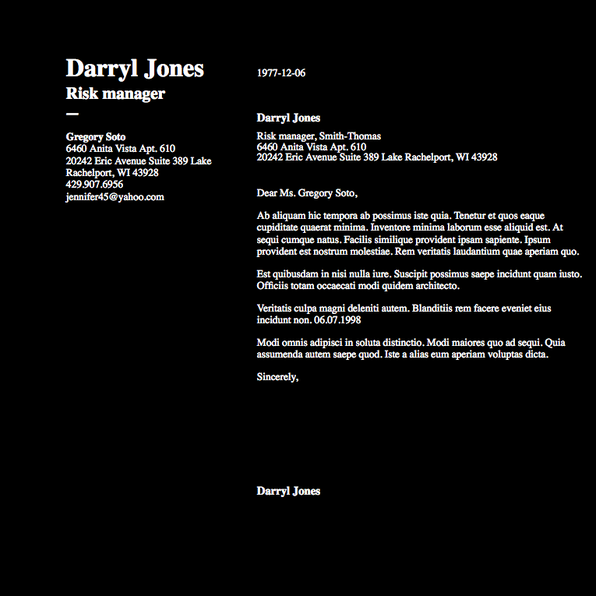 Darryl Jones
Risk manager
—
Gregory Soto
6460 Anita Vista Apt. 610
20242 Eric Avenue Suite 389 Lake
Rachelport, WI 43928
429.907.6956
jennifer45@yahoo.com
1977-12-06
Darryl Jones
Risk manager, Smith-Thomas
6460 Anita Vista Apt. 610
20242 Eric Avenue Suite 389 Lake Rachelport, WI 43928
Dear Ms. Gregory Soto,
Ab aliquam hic tempora ab possimus iste quia. Tenetur et quos eaque
cupiditate quaerat minima. Inventore minima laborum esse aliquid est. At
sequi cumque natus. Facilis similique provident ipsam sapiente. Ipsum
provident est nostrum molestiae. Rem veritatis laudantium quae aperiam quo.
Est quibusdam in nisi nulla iure. Suscipit possimus saepe incidunt quam iusto.
Officiis totam occaecati modi quidem architecto.
Veritatis culpa magni deleniti autem. Blanditiis rem facere eveniet eius
incidunt non. 06.07.1998
Modi omnis adipisci in soluta distinctio. Modi maiores quo ad sequi. Quia
assumenda autem saepe quod. Iste a alias eum aperiam voluptas dicta.
Sincerely,
Darryl Jones